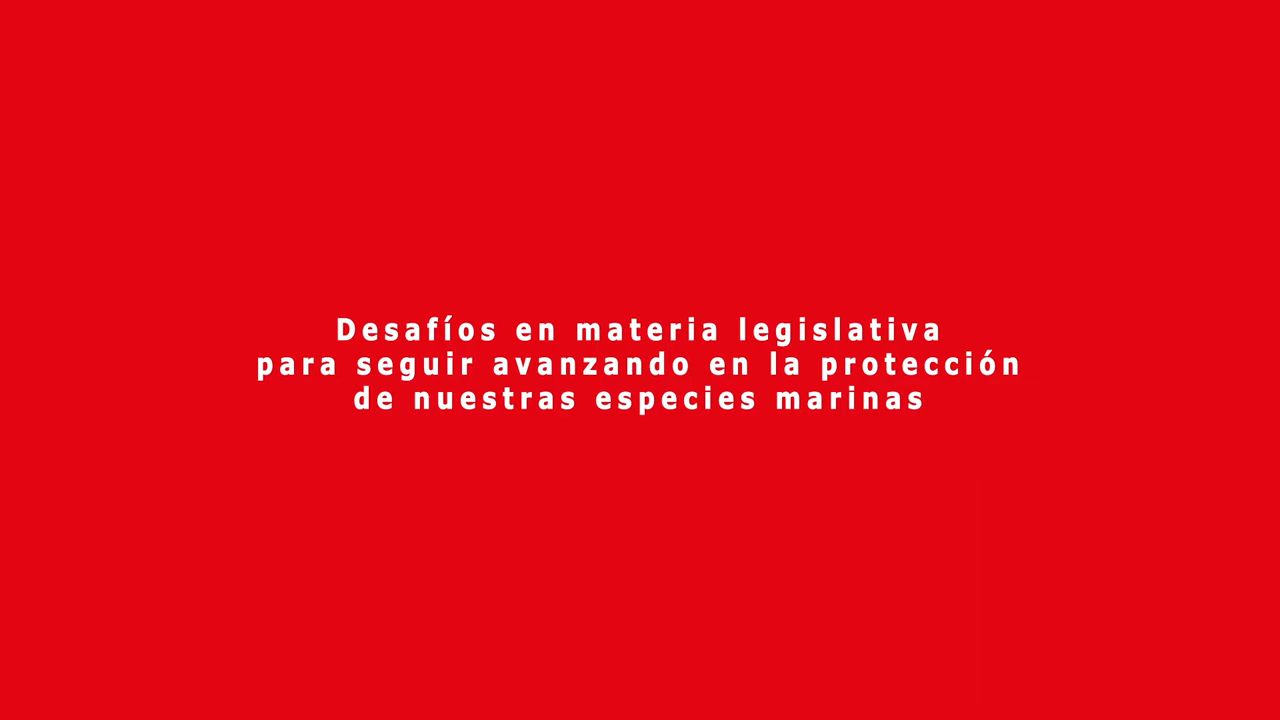 Desafíos en materia legislativa
para seguir avanzando en la protección
de nuestras especies marinas